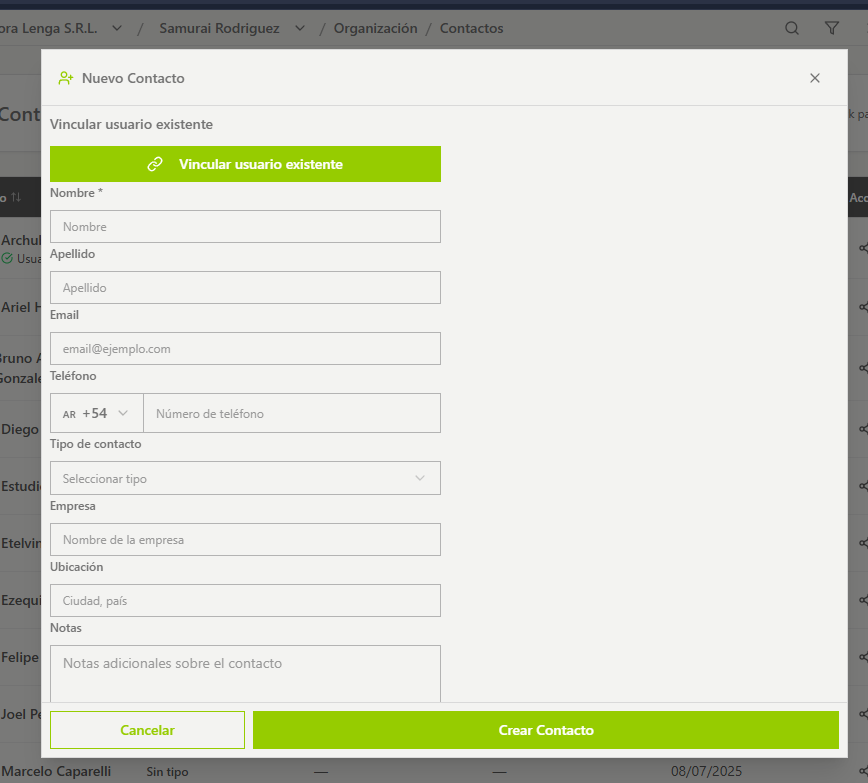 ora Lenga S.R.L. / Samurai Rodriguez / Organización / Contactos
Nuevo Contacto
Cont
k pa
Vincular usuario existente
Vincular usuario existente
Nombre *
o
Acc
Nombre
Archul
Usua
Apellido
Apellido
Ariel H
Email
email@ejemplo.com
Bruno A
Gonzale
Teléfono
AR +54
Número de teléfono
Diego
Tipo de contacto
Seleccionar tipo
Estudi
Empresa
Nombre de la empresa
Etelvin
Ubicación
Ciudad, país
Ezequi
Notas
Notas adicionales sobre el contacto
Felipe
Joel Pe
Cancelar
Crear Contacto
Marcelo Caparelli Sin tipo — — 08/07/2025